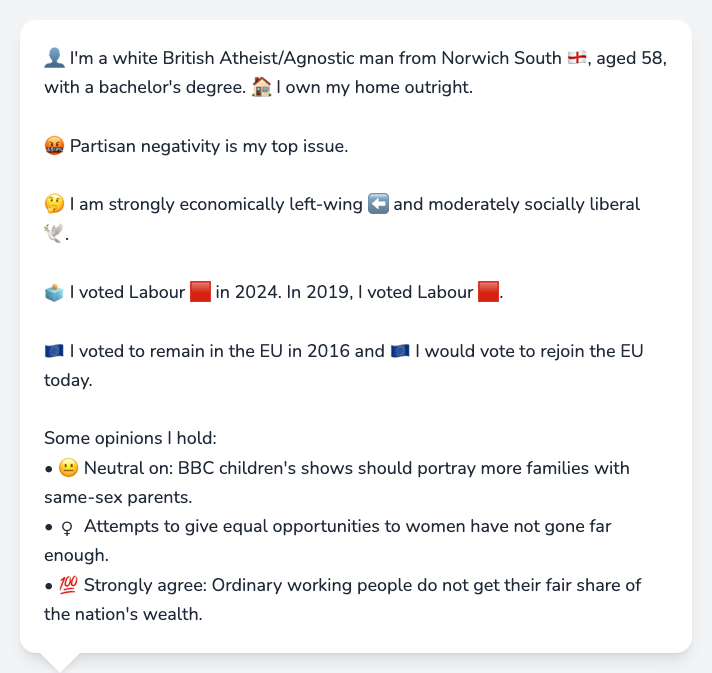 👤 I'm a white British Atheist/Agnostic man from Norwich South 🏴󠁧󠁢󠁥󠁮󠁧󠁿, aged 58,
with a bachelor's degree. 🏠 I own my home outright.
🤬 Partisan negativity is my top issue.
🤔 I am strongly economically left-wing ⬅️ and moderately socially liberal
🕊️.
🗳️ I voted Labour 🟥 in 2024. In 2019, I voted Labour 🟥.
🇪🇺 I voted to remain in the EU in 2016 and 🇪🇺 I would vote to rejoin the EU
today.
Some opinions I hold:
• 😐 Neutral on: BBC children's shows should portray more families with
same-sex parents.
• ♀ Attempts to give equal opportunities to women have not gone far
enough.
• 💯 Strongly agree: Ordinary working people do not get their fair share of
the nation's wealth.